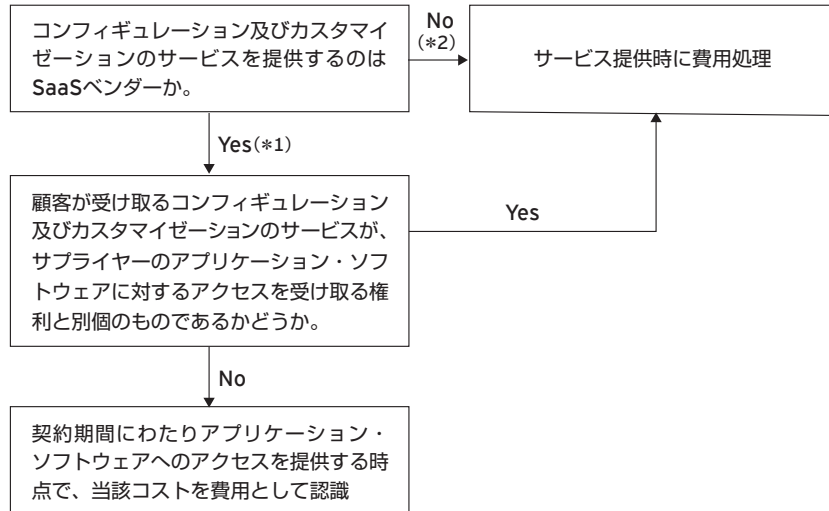 コンフィギュレーション及びカスタマイ
ゼーションのサービスを提供するのは
SaaSベンダーか。
No
(*2)
サービス提供時に費用処理
Yes(*1)
顧客が受け取るコンフィギュレーション
及びカスタマイゼーションのサービスが、
サプライヤーのアプリケーション・ソフ
トウェアに対するアクセスを受け取る権
利と別個のものであるかどうか。
Yes
No
契約期間にわたりアプリケーション・
ソフトウェアへのアクセスを提供する時
点で、当該コストを費用として認識